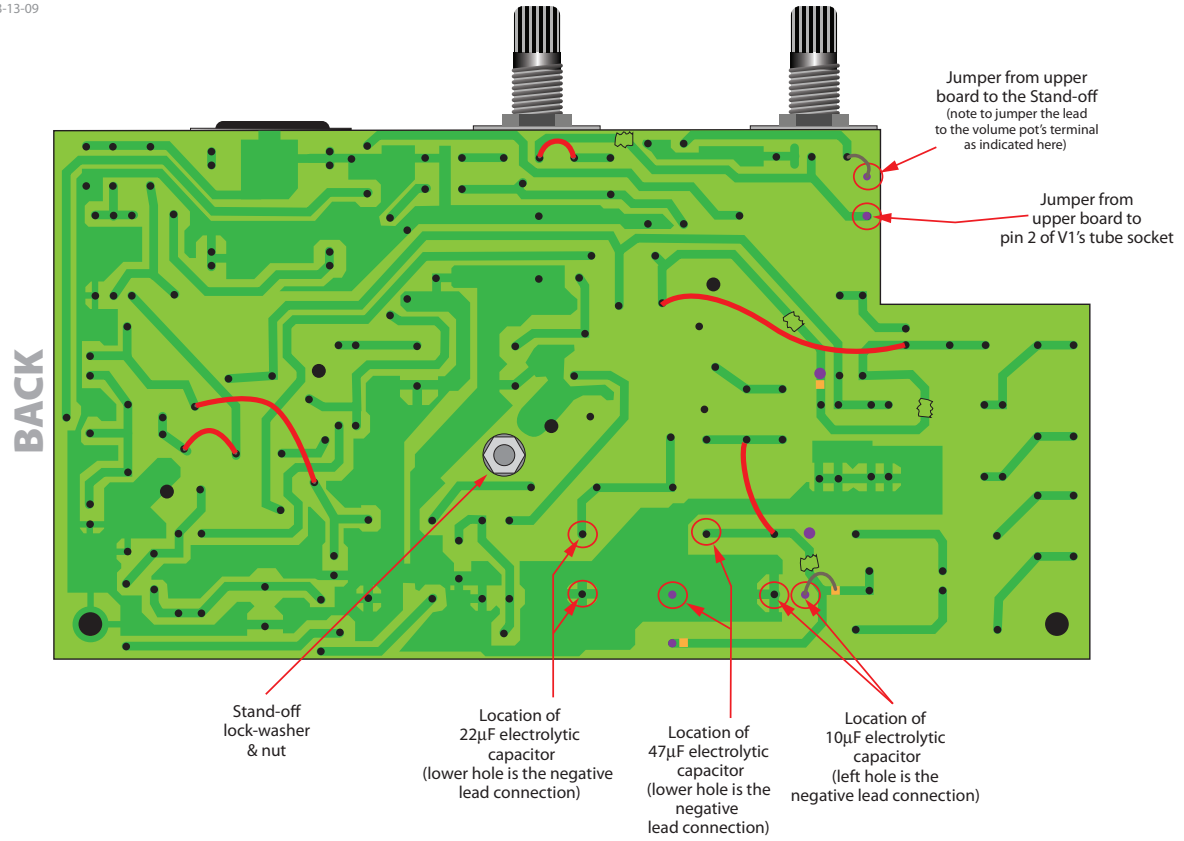 -13-09
Jumper from upper
board to the Stand-off
(note to jumper the lead
to the volume pot's terminal
as indicated here)
Jumper from
upper board to
pin 2 of V1's tube socket
BACK
Stand-off
lock-washer
& nut
Location of
22µF electrolytic
capacitor
(lower hole is the negative
lead connection)
Location of
47µF electrolytic
capacitor
(lower hole is the
negative
lead connection)
Location of
10µF electrolytic
capacitor
(left hole is the
negative lead connection)